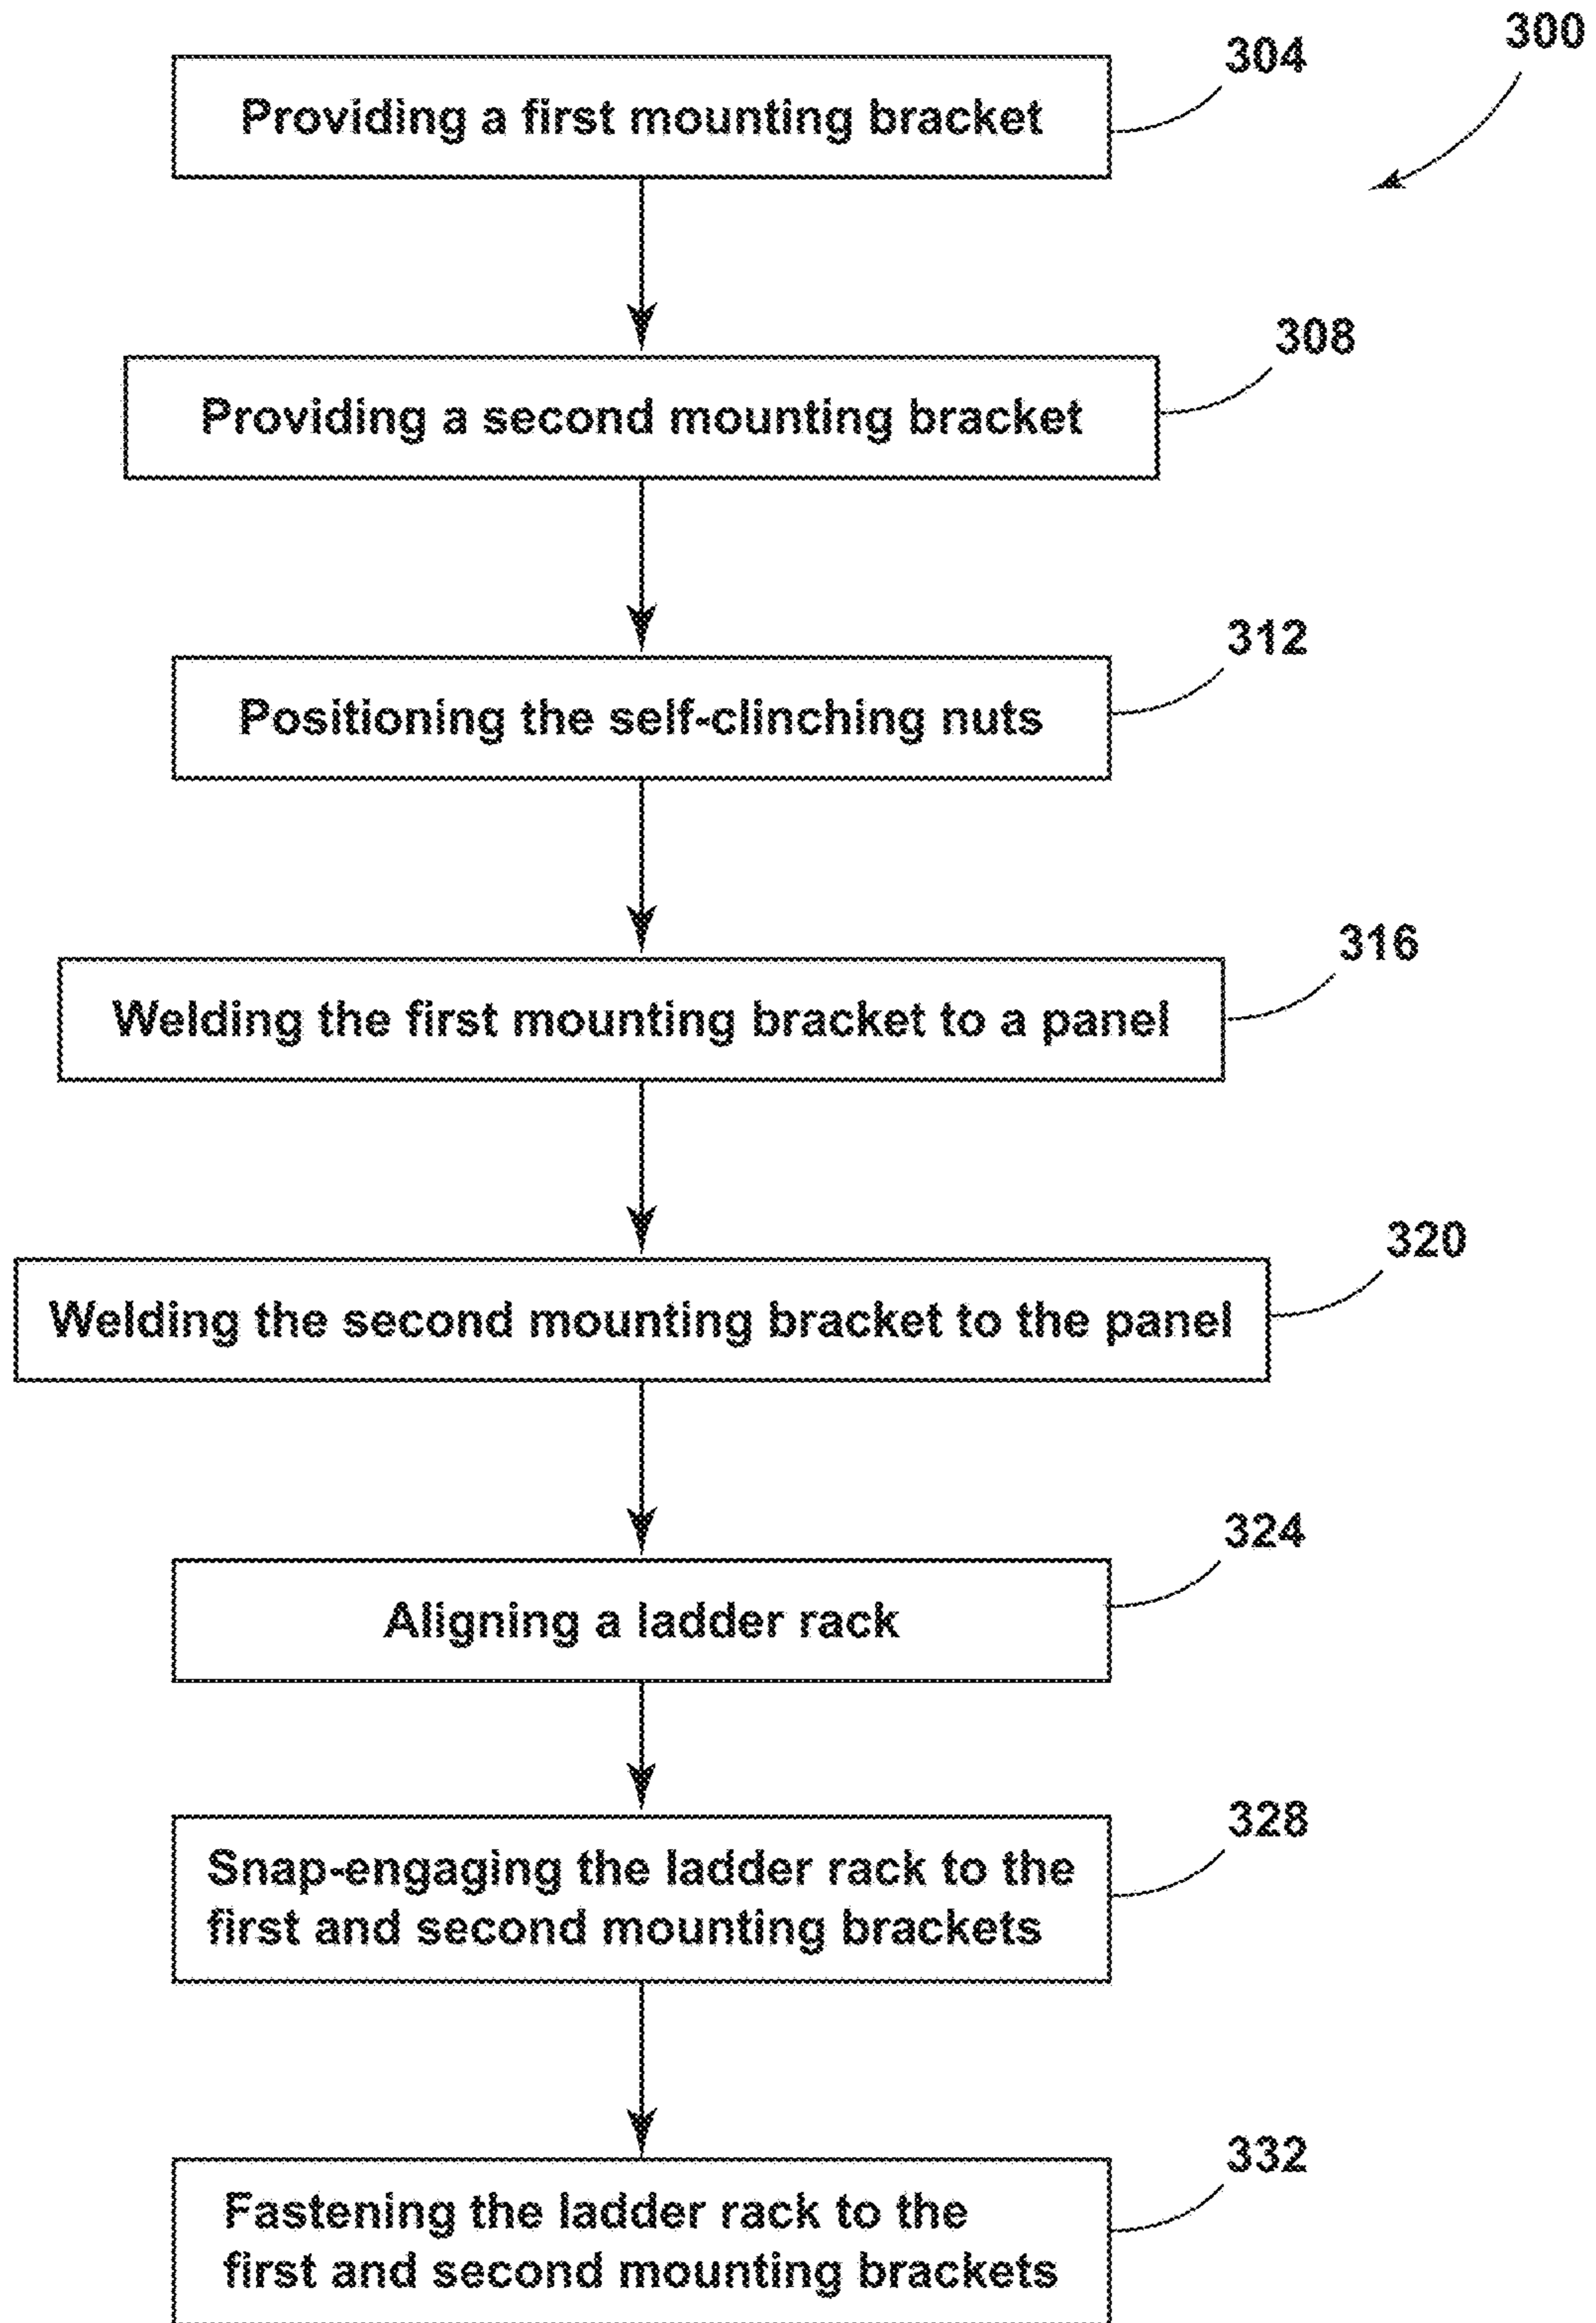 300
304
Providing a first mounting bracket
308
Providing a second mounting bracket
312
Positioning the self-clinching nuts
316
Welding the first mounting bracket to a panel
320
Welding the second mounting bracket to the panel
324
Aligning a ladder rack
328
Snap-engaging the ladder rack to the
first and second mounting brackets
332
Fastening the ladder rack to the
first and second mounting brackets